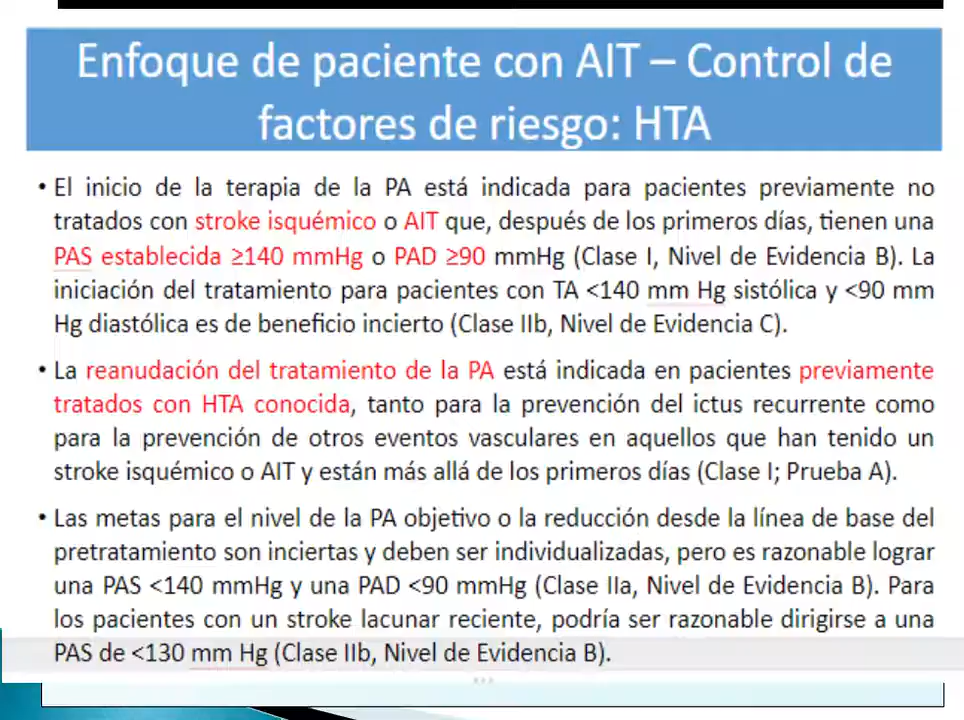 Enfoque de paciente con AIT – Control de
factores de riesgo: HTA
• El inicio de la terapia de la PA está indicada para pacientes previamente no
tratados con stroke isquémico o AIT que, después de los primeros días, tienen una
PAS establecida ≥140 mmHg o PAD ≥90 mmHg (Clase I, Nivel de Evidencia B). La
iniciación del tratamiento para pacientes con TA <140 mm Hg sistólica y <90 mm
Hg diastólica es de beneficio incierto (Clase IIb, Nivel de Evidencia C).
• La reanudación del tratamiento de la PA está indicada en pacientes previamente
tratados con HTA conocida, tanto para la prevención del ictus recurrente como
para la prevención de otros eventos vasculares en aquellos que han tenido un
stroke isquémico o AIT y están más allá de los primeros días (Clase I; Prueba A).
• Las metas para el nivel de la PA objetivo o la reducción desde la línea de base del
pretratamiento son inciertas y deben ser individualizadas, pero es razonable lograr
una PAS <140 mmHg y una PAD <90 mmHg (Clase IIa, Nivel de Evidencia B). Para
los pacientes con un stroke lacunar reciente, podría ser razonable dirigirse a una
PAS de <130 mm Hg (Clase IIb, Nivel de Evidencia B).